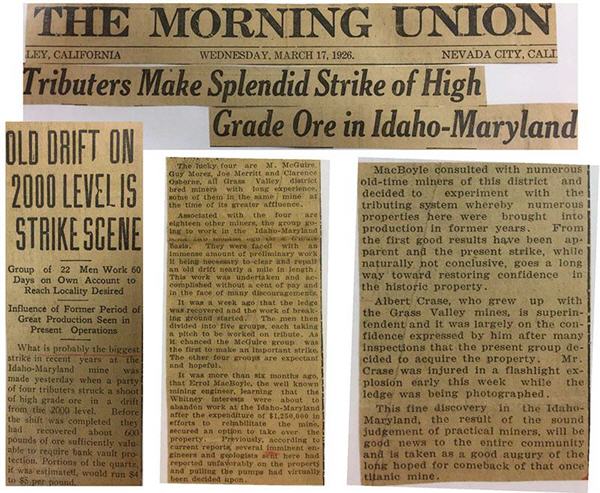 THE MORNING UNION
LEY, CALIFORNIA
WEDNESDAY, MARCH 17, 1926.
NEVADA CITY, CALI
Tributers Make Splendid Strike of High
Grade Ore in Idaho-Maryland
OLD DRIFT ON
2000 LEVEL IS
STRIKE SCENE
Group of 22 Men Work 60
Days on Own Account to
Reach Locality Desired
Influence of Former Period of
Great Production Seen in
Present Operations
What is probably the biggest
strike in recent years at the
Idaho-Maryland mine was
made yesterday when a party
of four tributers struck a shoot
of high grade ore in a drift
from the 2000 level. Before
the shift was completed they
had recovered about 600
pounds of ore sufficiently valu-
able to require bank vault pro-
tection. Portions of the quartz,
it was estimated, would run $4
to $5 per pound.
The lucky four are M. McGuire,
Guy Morez, Joe Merritt and Clarence
Osborne, all Grass Valley district
bred miners with long experience,
some of them in the same mine at
the time of its greater affluence.
Associated with the four are
eighteen other miners, the group go-
ing to work in the Idaho-Maryland
basis. They were faced with an
immense amount of preliminary work
it being necessary to clear and repair
an old drift nearly a mile in length.
This work was undertaken and ac-
complished without a cent of pay and
in the face of many discouragements.
It was a week ago that the ledge
was recovered and the work of break-
ing ground started. The men then
divided into five groups, each taking
a pitch to be worked on tribute. As
it chanced the McGuire group was
the first to make an important strike.
The other four groups are expectant
and hopeful.
It was more than six months ago,
that Errol MacBoyle, the well known
mining engineer, learning that the
Whitney interests were about to
abandon work at the Idaho-Maryland
after the expenditure of $1,250,000 in
efforts to rehabilitate the mine,
secured an option to take over the
property. Previously, according to
current reports, several imminent en-
gineers and geologists sent here had
reported unfavorably on the property
and pulling the pumps had virtually
been decided upon.
MacBoyle consulted with numerous
old-time miners of this district and
decided to experiment with the
tributing system whereby numerous
properties here were brought into
production in former years. From
the first good results have been ap-
parent and the present strike, while
naturally not conclusive, goes a long
way toward restoring confidence in
the historic property.
Albert Crase, who grew up with
the Grass Valley mines, is superin-
tendent and it was largely on the con-
fidence expressed by him after many
inspections that the present group de-
cided to acquire the property. Mr.
Crase was injured in a flashlight ex-
plosion early this week while the
ledge was being photographed.
This fine discovery in the Idaho-
Maryland, the result of the sound
judgement of practical miners, will be
good news to the entire community
and is taken as a good augury of the
long hoped for comeback of that once
titanic mine.